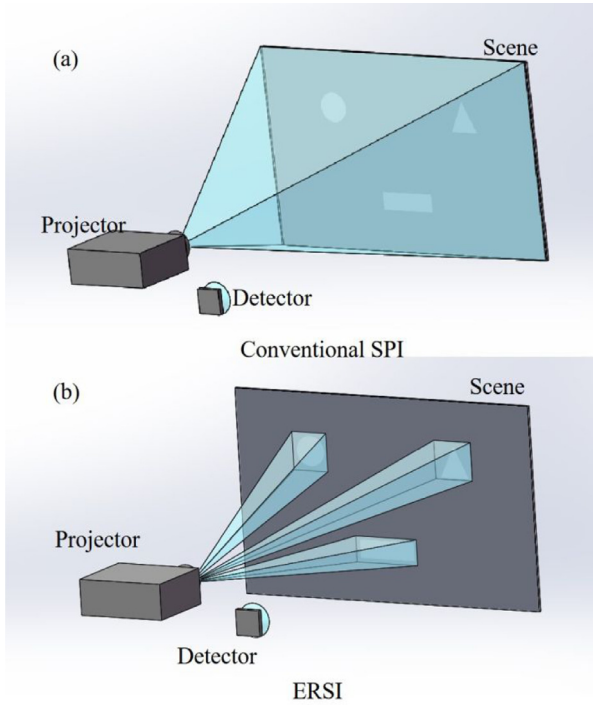 (a)
Scene
Projector
Detector
Conventional SPI
(b)
Scene
Projector
Detector
ERSI